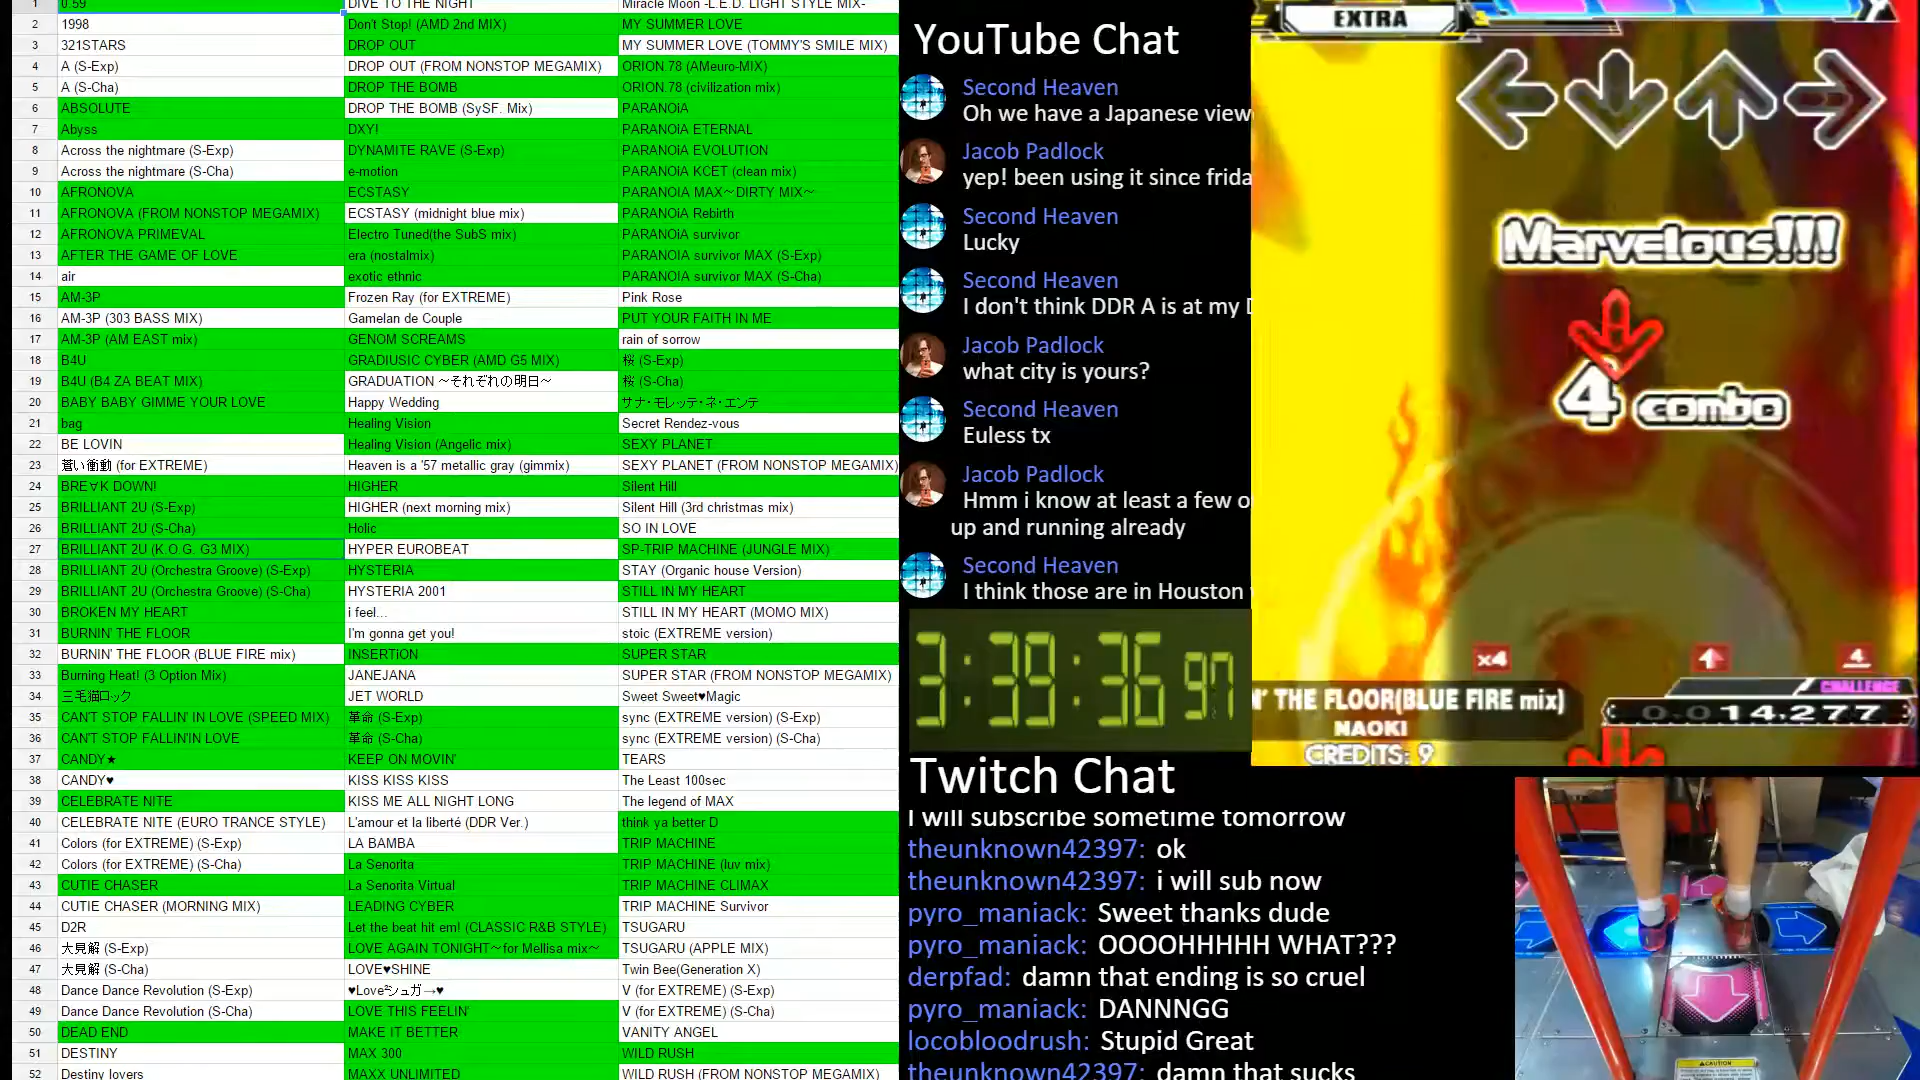 1 0 59 DIVE TO THE NIGHT Miracle Moon -L.E.D. LIGHT STYLE MIX-
2 1998 Don't Stop! (AMD 2nd MIX) MY SUMMER LOVE
3 321STARS DROP OUT MY SUMMER LOVE (TOMMY'S SMILE MIX)
4 A (S-Exp) DROP OUT (FROM NONSTOP MEGAMIX) ORION.78 (AMeuro-MIX)
5 A (S-Cha) DROP THE BOMB ORION.78 (civilization mix)
6 ABSOLUTE DROP THE BOMB (SySF. Mix) PARANOiA
7 Abyss DXY! PARANOiA ETERNAL
8 Across the nightmare (S-Exp) DYNAMITE RAVE (S-Exp) PARANOiA EVOLUTION
9 Across the nightmare (S-Cha) e-motion PARANOiA KCET (clean mix)
10 AFRONOVA ECSTASY PARANOiA MAX～DIRTY MIX～
11 AFRONOVA (FROM NONSTOP MEGAMIX) ECSTASY (midnight blue mix) PARANOiA Rebirth
12 AFRONOVA PRIMEVAL Electro Tuned(the SubS mix) PARANOiA survivor
13 AFTER THE GAME OF LOVE era (nostalmix) PARANOIA survivor MAX (S-Exp)
14 air exotic ethnic PARANOIA survivor MAX (S-Cha)
15 AM-3P Frozen Ray (for EXTREME) Pink Rose
16 AM-3P (303 BASS MIX) Gamelan de Couple PUT YOUR FAITH IN ME
17 AM-3P (AM EAST mix) GENOM SCREAMS rain of sorrow
18 B4U GRADIUSIC CYBER (AMD G5 MIX) 桜 (S-Exp)
19 B4U (B4 ZA BEAT MIX) GRADUATION ～それぞれの明日～ 桜 (S-Cha)
20 BABY BABY GIMME YOUR LOVE Happy Wedding サナ・モレッテ・ネ・エンテ
21 bag Healing Vision Secret Rendez-vous
22 BE LOVIN Healing Vision (Angelic mix) SEXY PLANET
23 蒼い衝動 (for EXTREME) Heaven is a '57 metallic gray (gimmix) SEXY PLANET (FROM NONSTOP MEGAMIX)
24 BRE∀K DOWN! HIGHER Silent Hill
25 BRILLIANT 2U (S-Exp) HIGHER (next morning mix) Silent Hill (3rd christmas mix)
26 BRILLIANT 2U (S-Cha) Holic SO IN LOVE
27 BRILLIANT 2U (K.O.G. G3 MIX) HYPER EUROBEAT SP-TRIP MACHINE (JUNGLE MIX)
28 BRILLIANT 2U (Orchestra Groove) (S-Exp) HYSTERIA STAY (Organic house Version)
29 BRILLIANT 2U (Orchestra Groove) (S-Cha) HYSTERIA 2001 STILL IN MY HEART
30 BROKEN MY HEART i feel... STILL IN MY HEART (MOMO MIX)
31 BURNIN' THE FLOOR I'm gonna get you! stoic (EXTREME version)
32 BURNIN' THE FLOOR (BLUE FIRE mix) INSERTiON SUPER STAR
33 Burning Heat! (3 Option Mix) JANEJANA SUPER STAR (FROM NONSTOP MEGAMIX)
34 三毛猫ロック JET WORLD Sweet Sweet♥Magic
35 CAN'T STOP FALLIN' IN LOVE (SPEED MIX) 革命 (S-Exp) sync (EXTREME version) (S-Exp)
36 CAN'T STOP FALLIN'IN LOVE 革命 (S-Cha) sync (EXTREME version) (S-Cha)
37 CANDY★ KEEP ON MOVIN' TEARS
38 CANDY♥ KISS KISS KISS The Least 100sec
39 CELEBRATE NITE KISS ME ALL NIGHT LONG The legend of MAX
40 CELEBRATE NITE (EURO TRANCE STYLE) L'amour et la liberté (DDR Ver.) think ya better D
41 Colors (for EXTREME) (S-Exp) LA BAMBA TRIP MACHINE
42 Colors (for EXTREME) (S-Cha) La Senorita TRIP MACHINE (luv mix)
43 CUTIE CHASER La Senorita Virtual TRIP MACHINE CLIMAX
44 CUTIE CHASER (MORNING MIX) LEADING CYBER TRIP MACHINE Survivor
45 D2R Let the beat hit em! (CLASSIC R&B STYLE) TSUGARU
46 大見解 (S-Exp) LOVE AGAIN TONIGHT～for Mellisa mix～ TSUGARU (APPLE MIX)
47 大見解 (S-Cha) LOVE♥SHINE Twin Bee(Generation X)
48 Dance Dance Revolution (S-Exp) ♥Love²シュガ→♥ V (for EXTREME) (S-Exp)
49 Dance Dance Revolution (S-Cha) LOVE THIS FEELIN' V (for EXTREME) (S-Cha)
50 DEAD END MAKE IT BETTER VANITY ANGEL
51 DESTINY MAX 300 WILD RUSH
52 Destiny lovers MAXX UNLIMITED WILD RUSH (FROM NONSTOP MEGAMIX)
YouTube Chat
Second Heaven
Oh we have a Japanese view
Jacob Padlock
yep! been using it since frida
Second Heaven
Lucky
Second Heaven
I don't think DDR A is at my D
Jacob Padlock
what city is yours?
Second Heaven
Euless tx
Jacob Padlock
Hmm i know at least a few o
up and running already
Second Heaven
I think those are in Houston
3:39:36 97
Twitch Chat
I will subscribe sometime tomorrow
theunknown42397: ok
theunknown42397: i will sub now
pyro_maniack: Sweet thanks dude
pyro_maniack: OOOOHHHHH WHAT???
derpfad: damn that ending is so cruel
pyro_maniack: DANNNGG
locobloodrush: Stupid Great
theunknown42397: damn that sucks
EXTRA
Marvelous!!!
4 combo
x4 4
N' THE FLOOR(BLUE FIRE mix)
NAOKI
CHALLENGE
0,014,277
CREDITS: 9
CAUTION